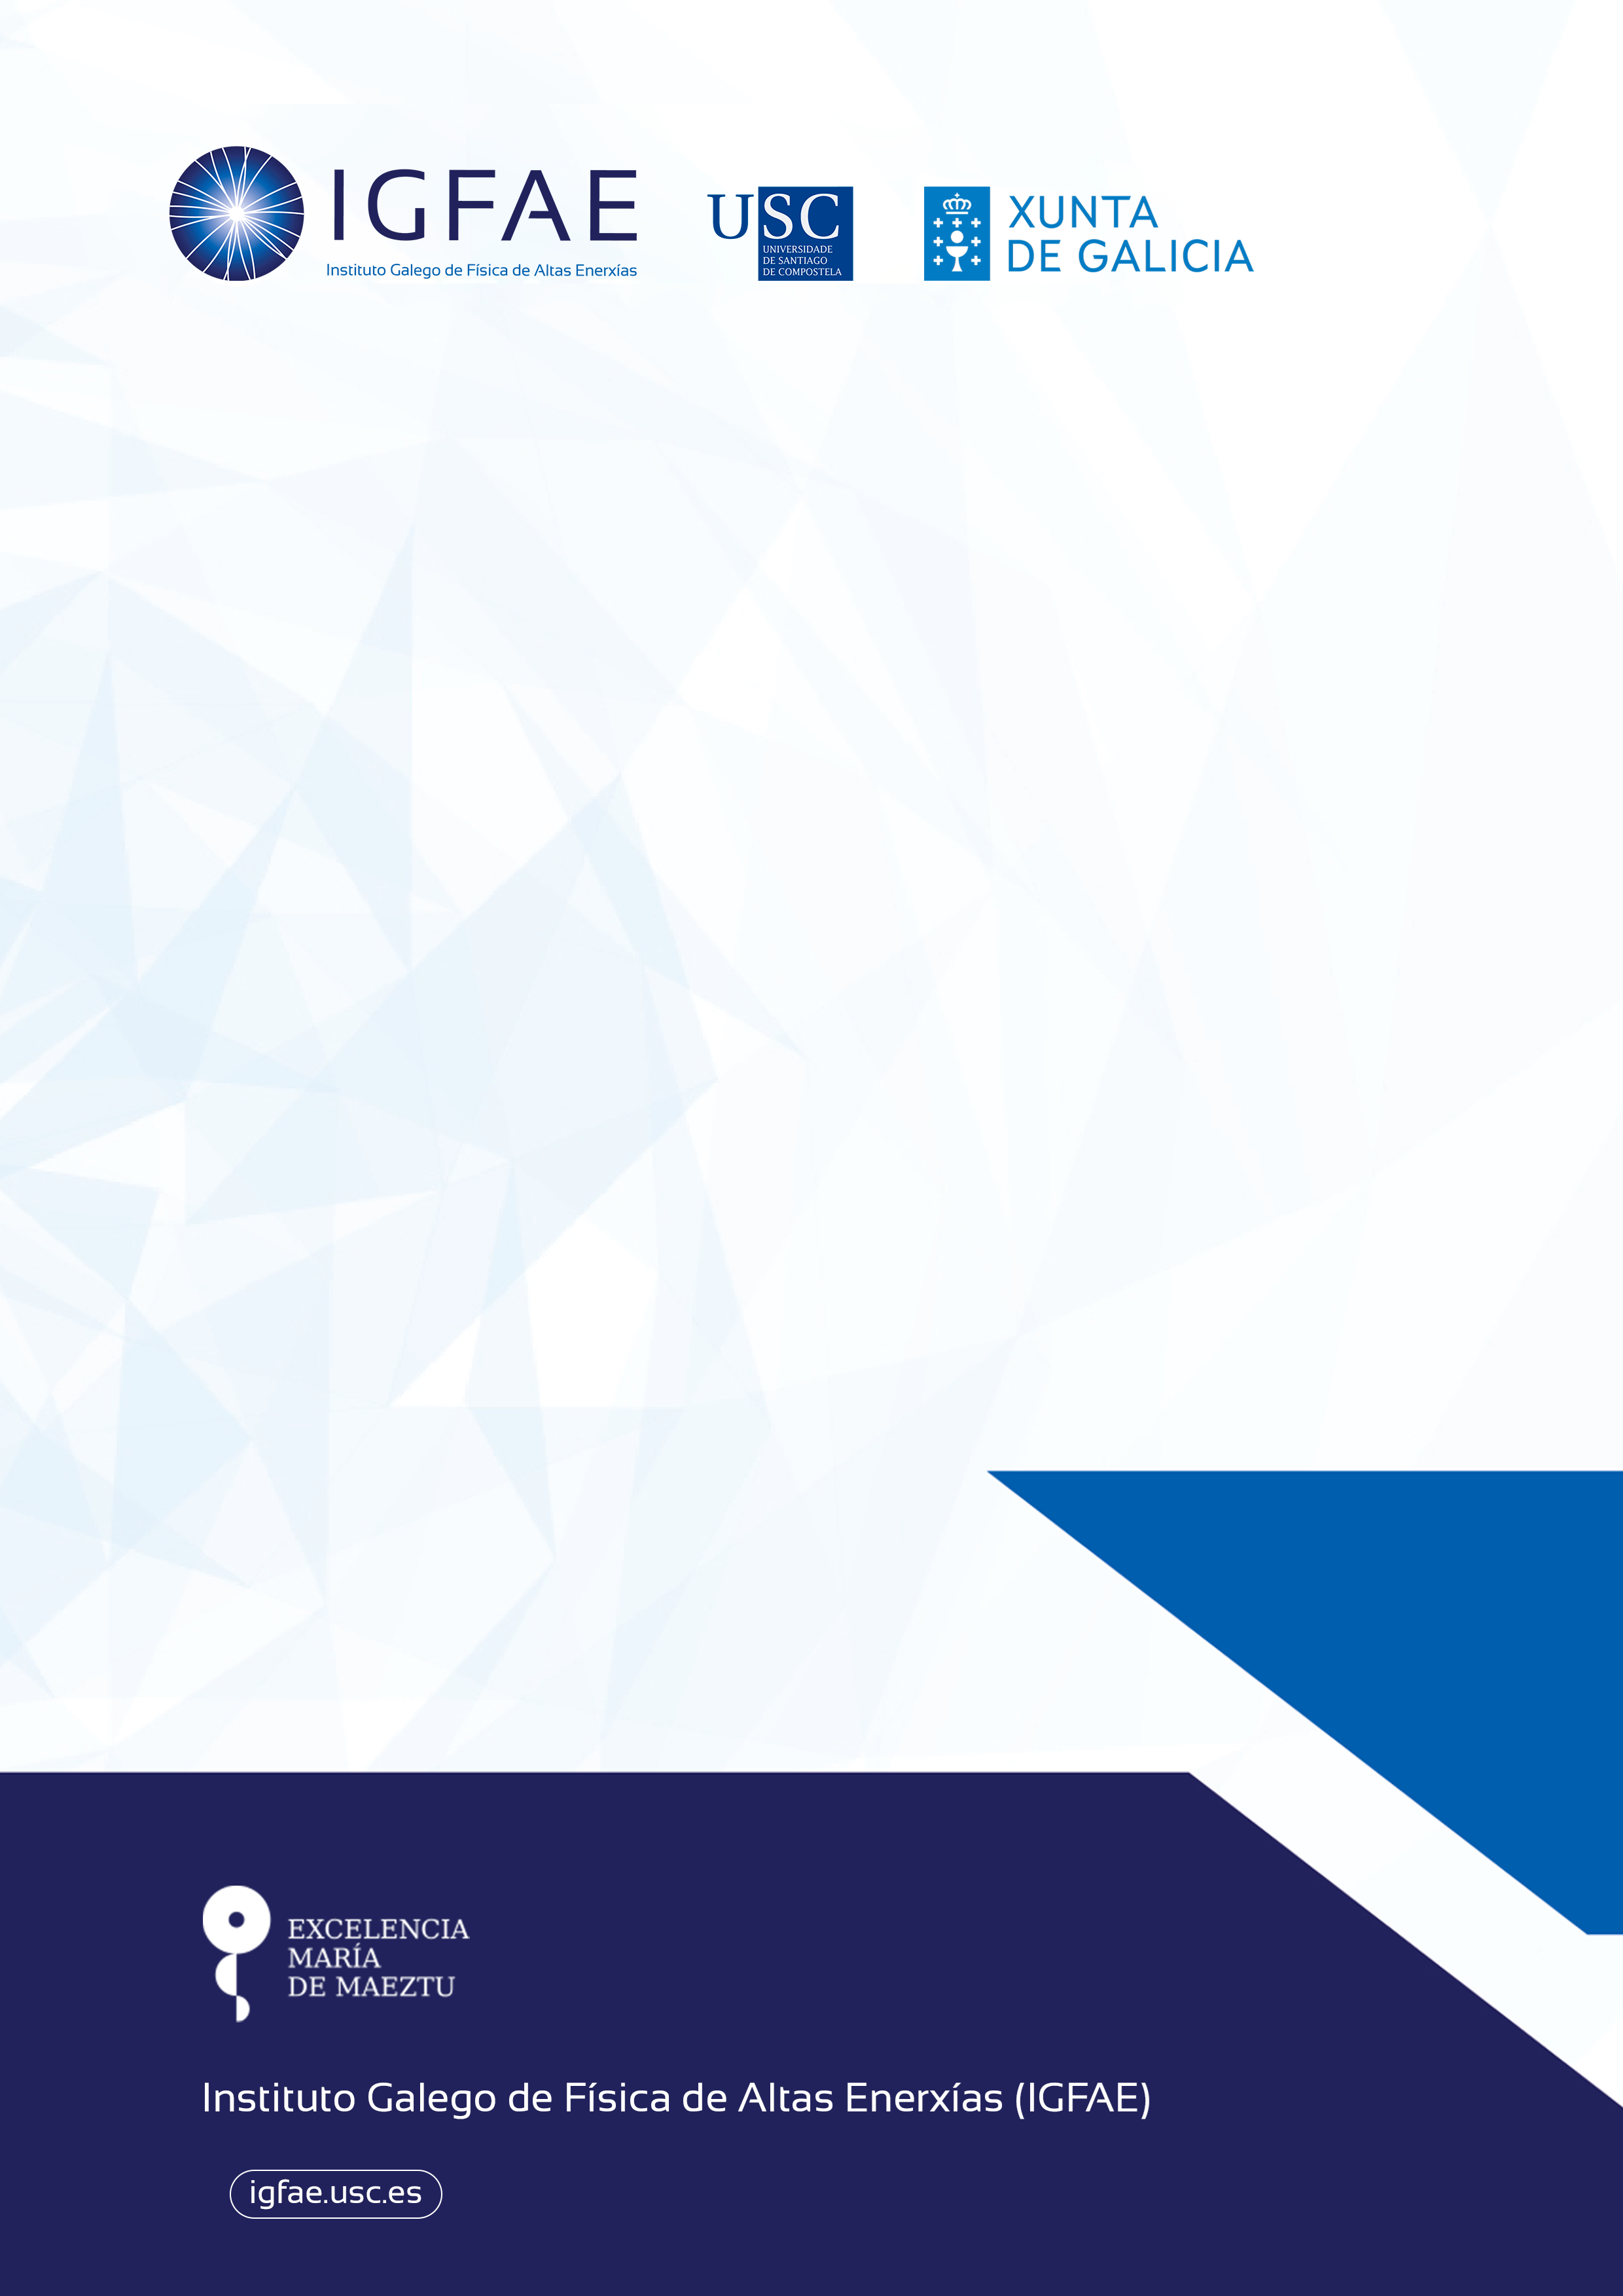 IGFAE
Instituto Galego de Física de Altas Enerxías
USC
UNIVERSIDADE
DE SANTIAGO
DE COMPOSTELA
XUNTA
DE GALICIA
EXCELENCIA
MARÍA
DE MAEZTU
Instituto Galego de Física de Altas Enerxías (IGFAE)
igfae.usc.es